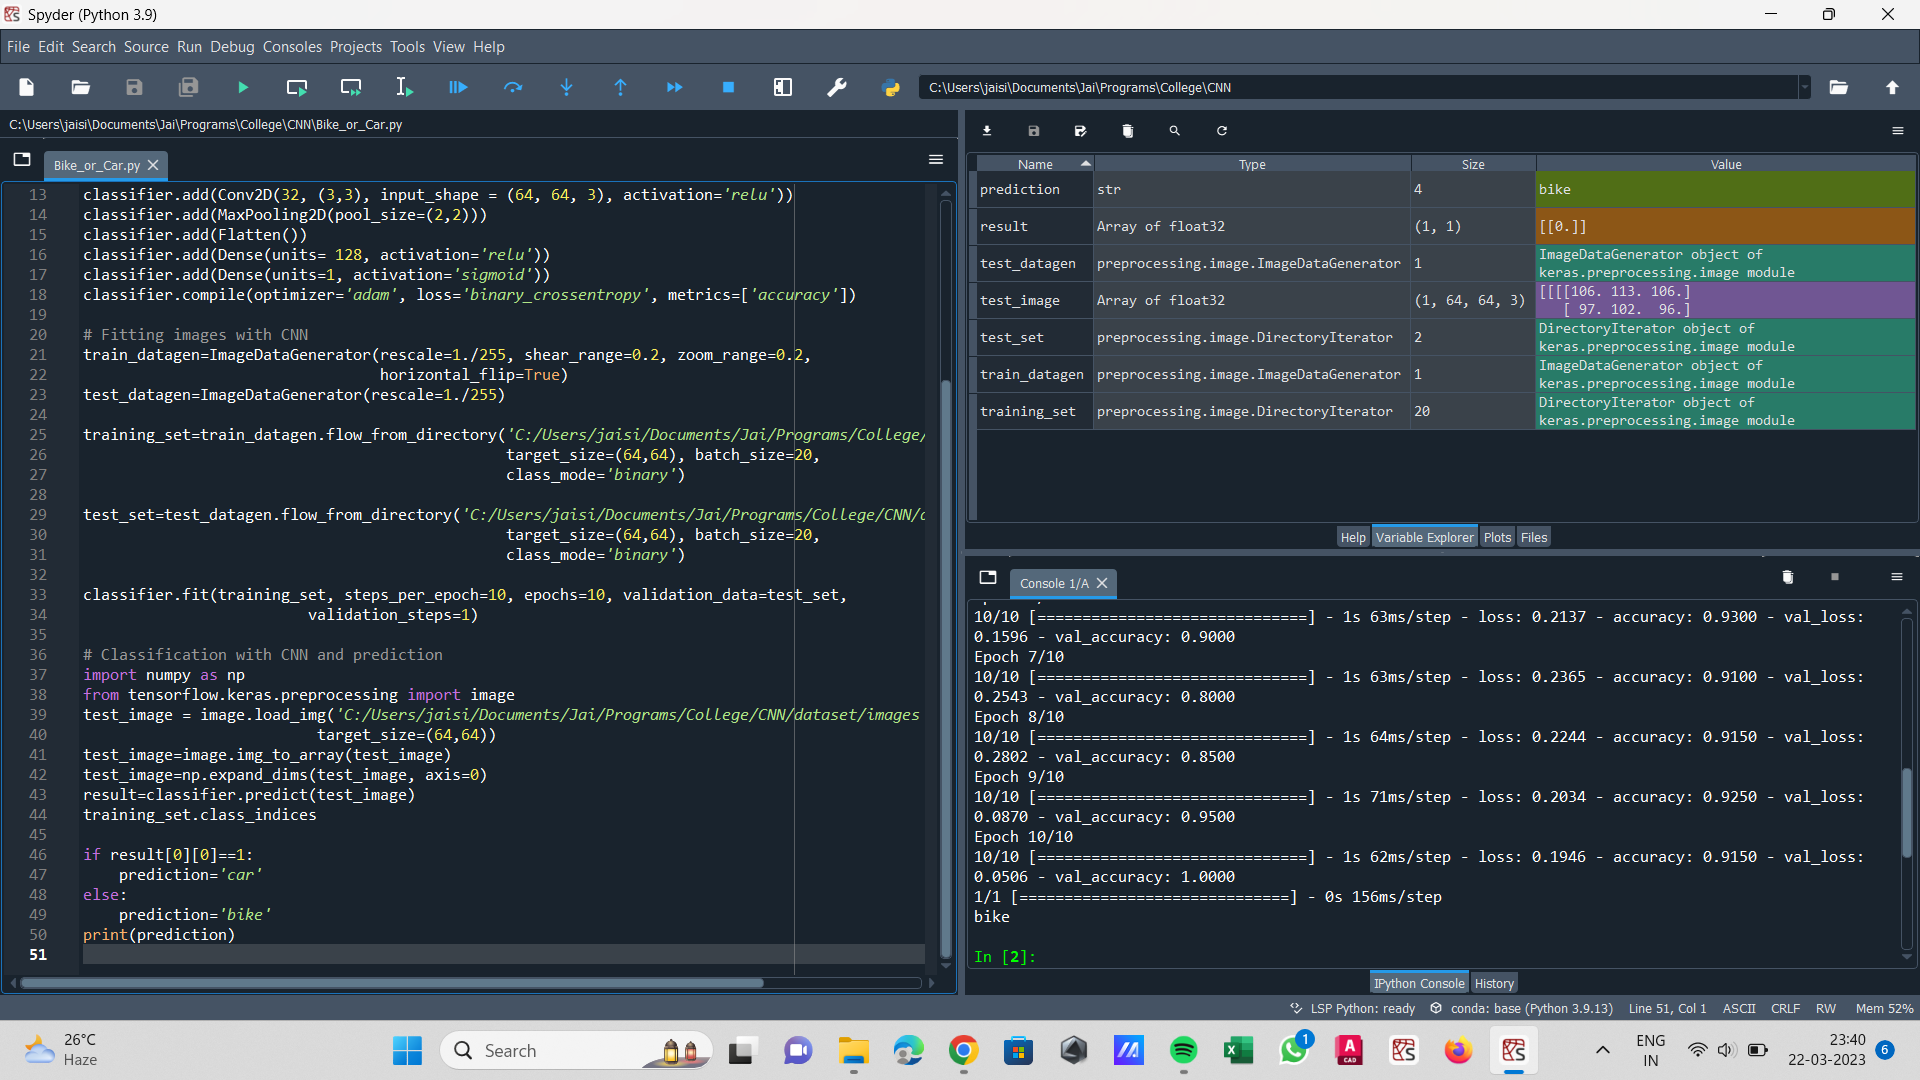 Spyder (Python 3.9)
File Edit Search Source Run Debug Consoles Projects Tools View Help
C:\Users\jaisi\Documents\Jai\Programs\College\CNN
C:\Users\jaisi\Documents\Jai\Programs\College\CNN\Bike_or_Car.py
Bike_or_Car.py
13 classifier.add(Conv2D(32, (3,3), input_shape = (64, 64, 3), activation='relu'))
14 classifier.add(MaxPooling2D(pool_size=(2,2)))
15 classifier.add(Flatten())
16 classifier.add(Dense(units= 128, activation='relu'))
17 classifier.add(Dense(units=1, activation='sigmoid'))
18 classifier.compile(optimizer='adam', loss='binary_crossentropy', metrics=['accuracy'])
19
20 # Fitting images with CNN
21 train_datagen=ImageDataGenerator(rescale=1./255, shear_range=0.2, zoom_range=0.2,
22 horizontal_flip=True)
23 test_datagen=ImageDataGenerator(rescale=1./255)
24
25 training_set=train_datagen.flow_from_directory('C:/Users/jaisi/Documents/Jai/Programs/College/
26 target_size=(64,64), batch_size=20,
27 class_mode='binary')
28
29 test_set=test_datagen.flow_from_directory('C:/Users/jaisi/Documents/Jai/Programs/College/CNN/
30 target_size=(64,64), batch_size=20,
31 class_mode='binary')
32
33 classifier.fit(training_set, steps_per_epoch=10, epochs=10, validation_data=test_set,
34 validation_steps=1)
35
36 # Classification with CNN and prediction
37 import numpy as np
38 from tensorflow.keras.preprocessing import image
39 test_image = image.load_img('C:/Users/jaisi/Documents/Jai/Programs/College/CNN/dataset/images
40 target_size=(64,64))
41 test_image=image.img_to_array(test_image)
42 test_image=np.expand_dims(test_image, axis=0)
43 result=classifier.predict(test_image)
44 training_set.class_indices
45
46 if result[0][0]==1:
47 prediction='car'
48 else:
49 prediction='bike'
50 print(prediction)
51
Name Type Size Value
prediction str 4 bike
result Array of float32 (1, 1) [[0.]]
test_datagen preprocessing.image.ImageDataGenerator 1 ImageDataGenerator object of
keras.preprocessing.image module
test_image Array of float32 (1, 64, 64, 3) [[[[106. 113. 106.]
[ 97. 102. 96.]
test_set preprocessing.image.DirectoryIterator 2 DirectoryIterator object of
keras.preprocessing.image module
train_datagen preprocessing.image.ImageDataGenerator 1 ImageDataGenerator object of
keras.preprocessing.image module
training_set preprocessing.image.DirectoryIterator 20 DirectoryIterator object of
keras.preprocessing.image module
Help Variable Explorer Plots Files
Console 1/A
10/10 [==============================] - 1s 63ms/step - loss: 0.2137 - accuracy: 0.9300 - val_loss:
0.1596 - val_accuracy: 0.9000
Epoch 7/10
10/10 [==============================] - 1s 63ms/step - loss: 0.2365 - accuracy: 0.9100 - val_loss:
0.2543 - val_accuracy: 0.8000
Epoch 8/10
10/10 [==============================] - 1s 64ms/step - loss: 0.2244 - accuracy: 0.9150 - val_loss:
0.2802 - val_accuracy: 0.8500
Epoch 9/10
10/10 [==============================] - 1s 71ms/step - loss: 0.2034 - accuracy: 0.9250 - val_loss:
0.0870 - val_accuracy: 0.9500
Epoch 10/10
10/10 [==============================] - 1s 62ms/step - loss: 0.1946 - accuracy: 0.9150 - val_loss:
0.0506 - val_accuracy: 1.0000
1/1 [==============================] - 0s 156ms/step
bike
In [2]:
IPython Console History
LSP Python: ready conda: base (Python 3.9.13) Line 51, Col 1 ASCII CRLF RW Mem 52%
26°C
Haze
Search
1
A
CAD
ENG
IN
23:40
22-03-2023
6